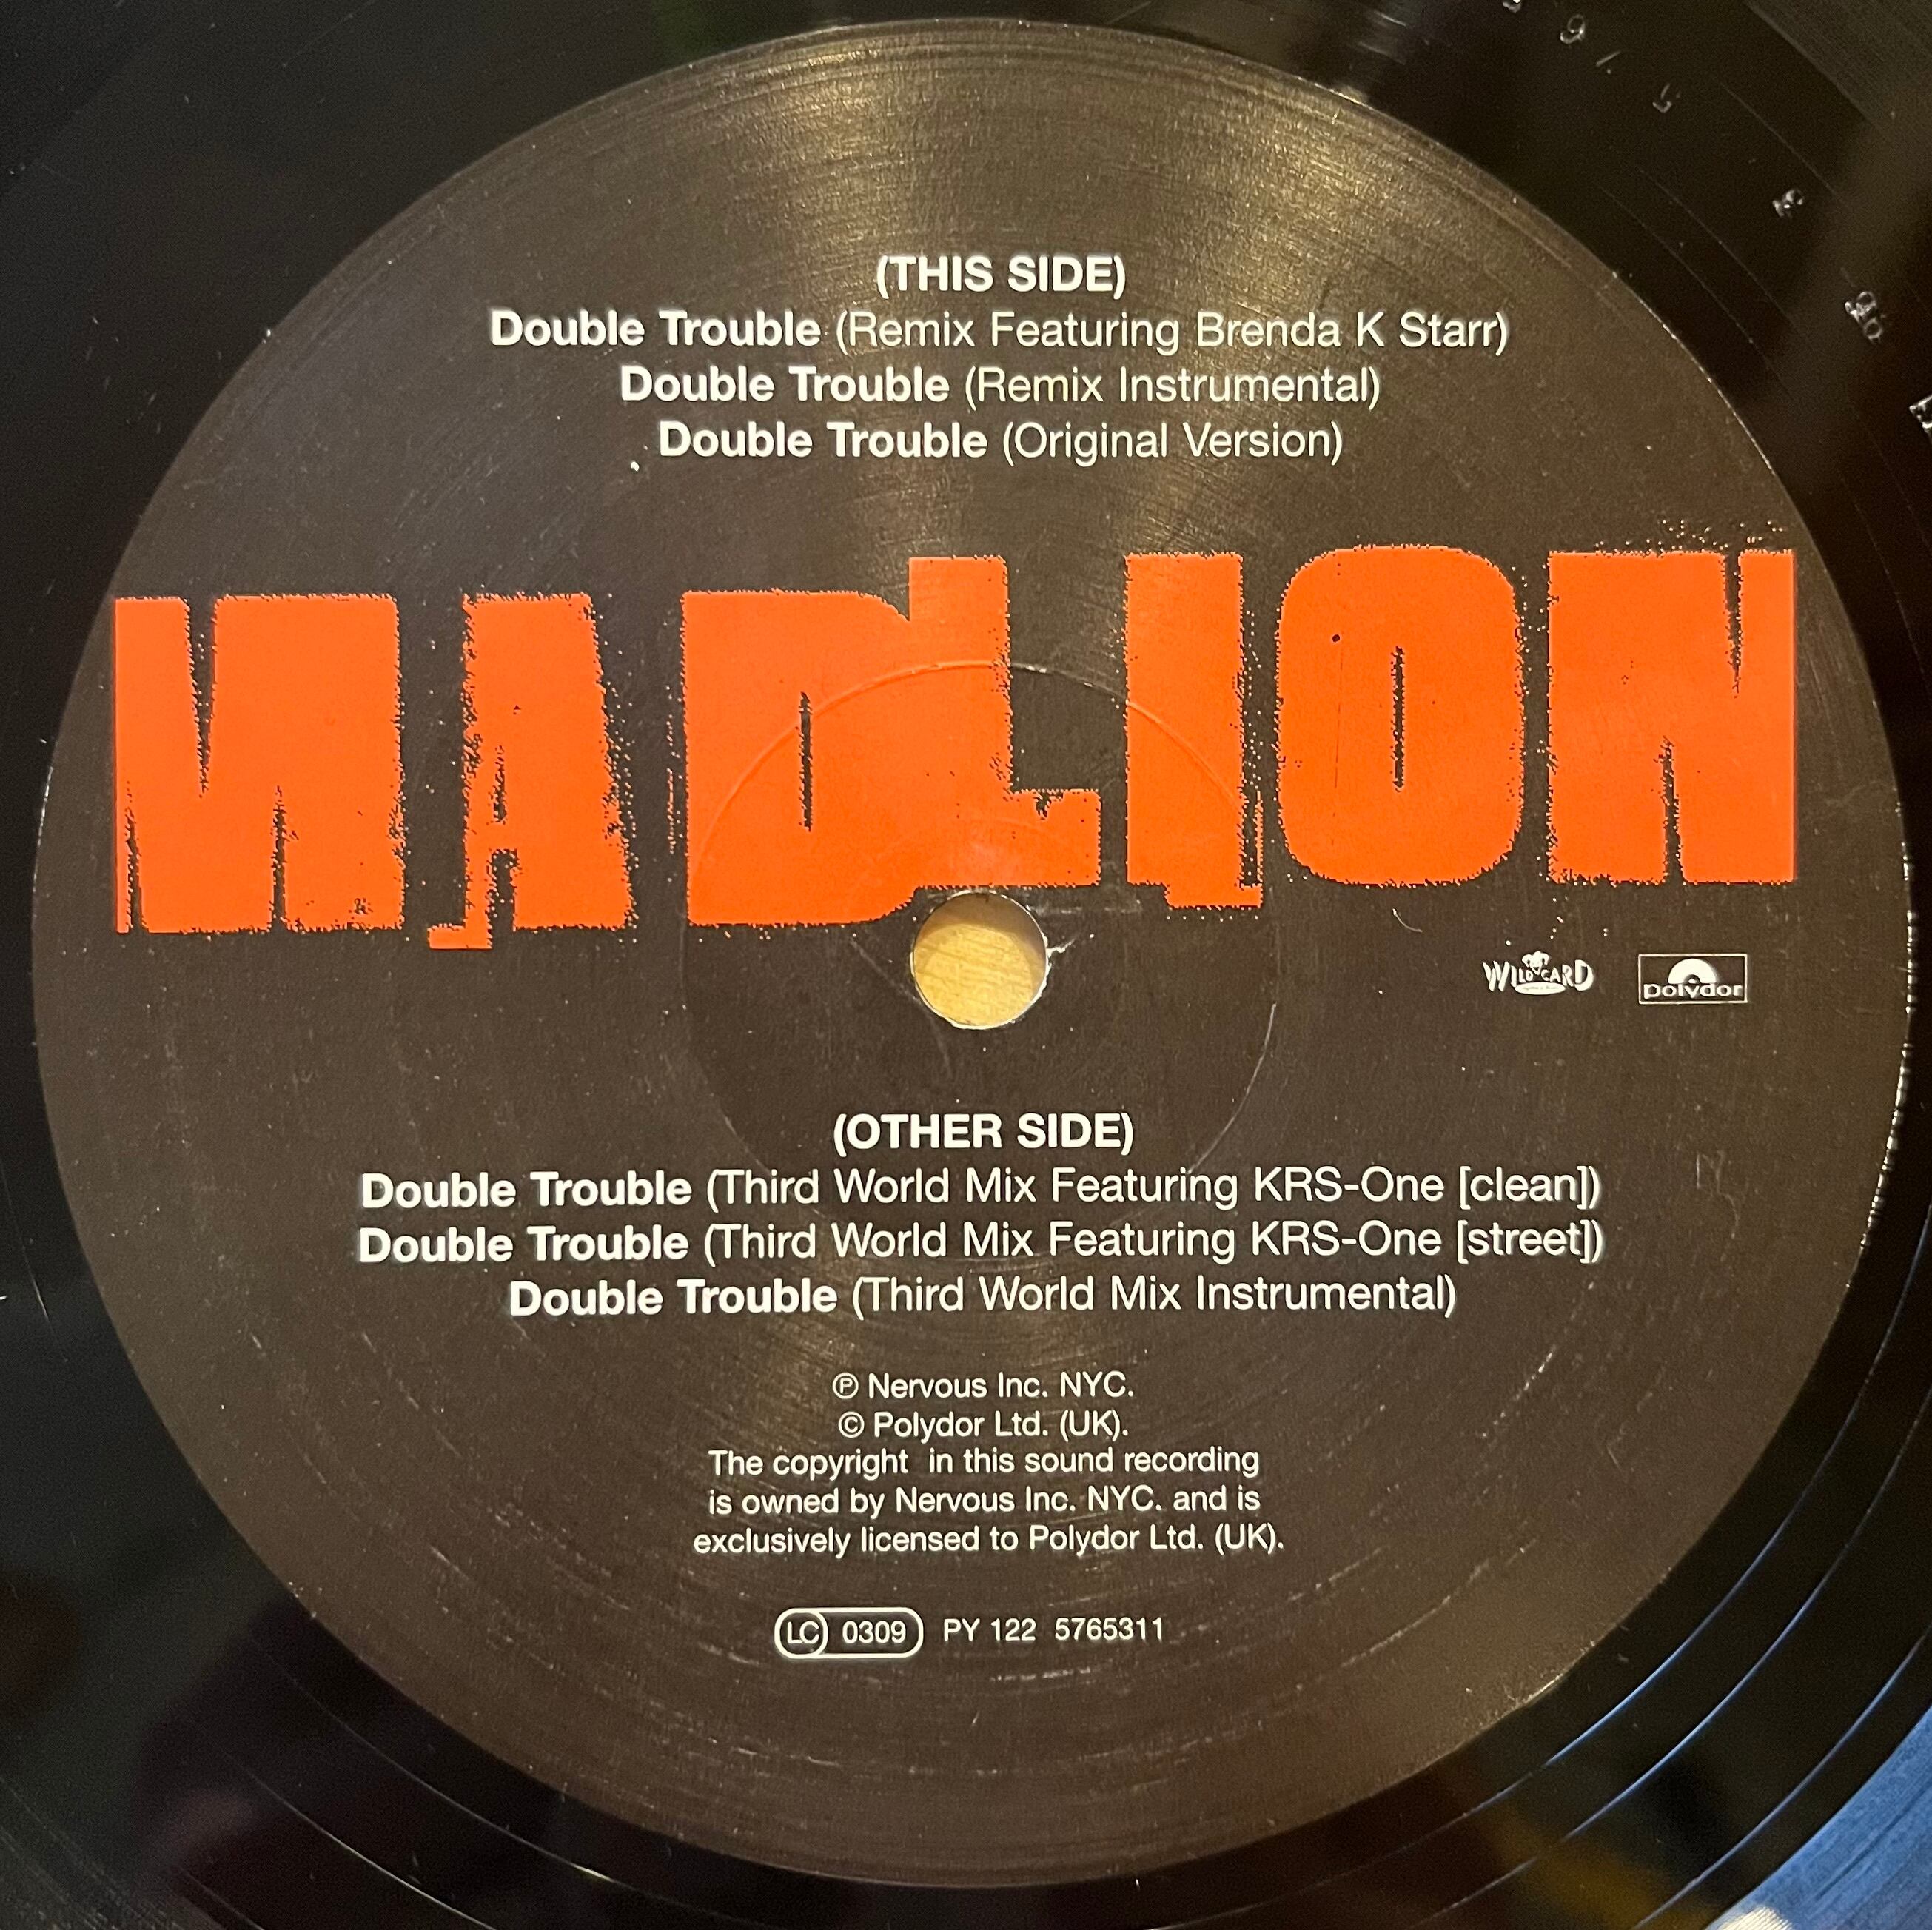 (THIS SIDE)
Double Trouble (Remix Featuring Brenda K Starr)
Double Trouble (Remix Instrumental)
Double Trouble (Original Version)
MAD LION
WILDCARD
polydor
(OTHER SIDE)
Double Trouble (Third World Mix Featuring KRS-One [clean])
Double Trouble (Third World Mix Featuring KRS-One [street])
Double Trouble (Third World Mix Instrumental)
℗ Nervous Inc. NYC.
© Polydor Ltd. (UK).
The copyright in this sound recording
is owned by Nervous Inc. NYC. and is
exclusively licensed to Polydor Ltd. (UK).
LC 0309 PY 122 5765311